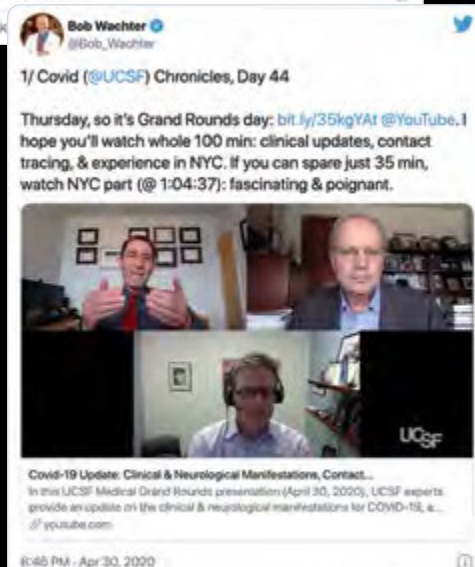 Bob Wachter
@Bob_Wachter
1/ Covid (@UCSF) Chronicles, Day 44
Thursday, so it's Grand Rounds day: bit.ly/35kgYAt @YouTube. I
hope you'll watch whole 100 min: clinical updates, contact
tracing, & experience in NYC. If you can spare just 35 min,
watch NYC part (@ 1:04:37): fascinating & poignant.
UCSF
Covid-19 Update: Clinical & Neurological Manifestations, Contact...
In this UCSF Medical Grand Rounds presentation (April 30, 2020), UCSF experts
provide an update on the clinical & neurological manifestations for COVID-19, a...
youtube.com
6:46 PM - Apr 30, 2020